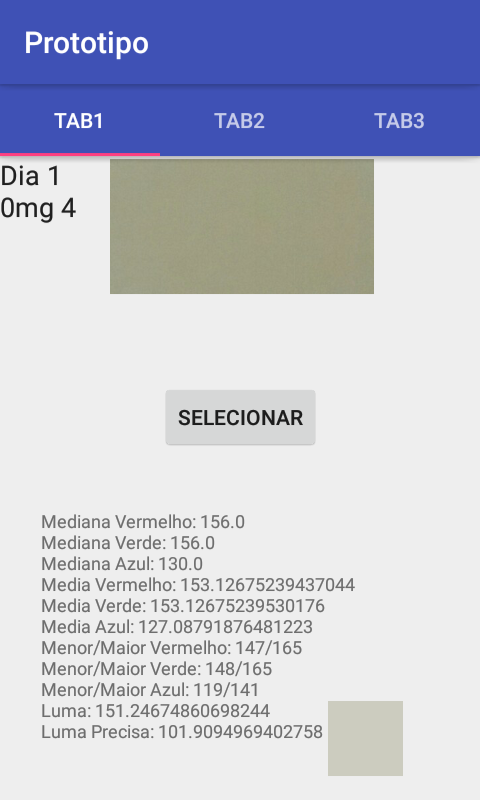 Prototipo
TAB1 TAB2 TAB3
Dia 1
0mg 4
SELECIONAR
Mediana Vermelho: 156.0
Mediana Verde: 156.0
Mediana Azul: 130.0
Media Vermelho: 153.12675239437044
Media Verde: 153.12675239530176
Media Azul: 127.08791876481223
Menor/Maior Vermelho: 147/165
Menor/Maior Verde: 148/165
Menor/Maior Azul: 119/141
Luma: 151.24674860698244
Luma Precisa: 101.9094969402758